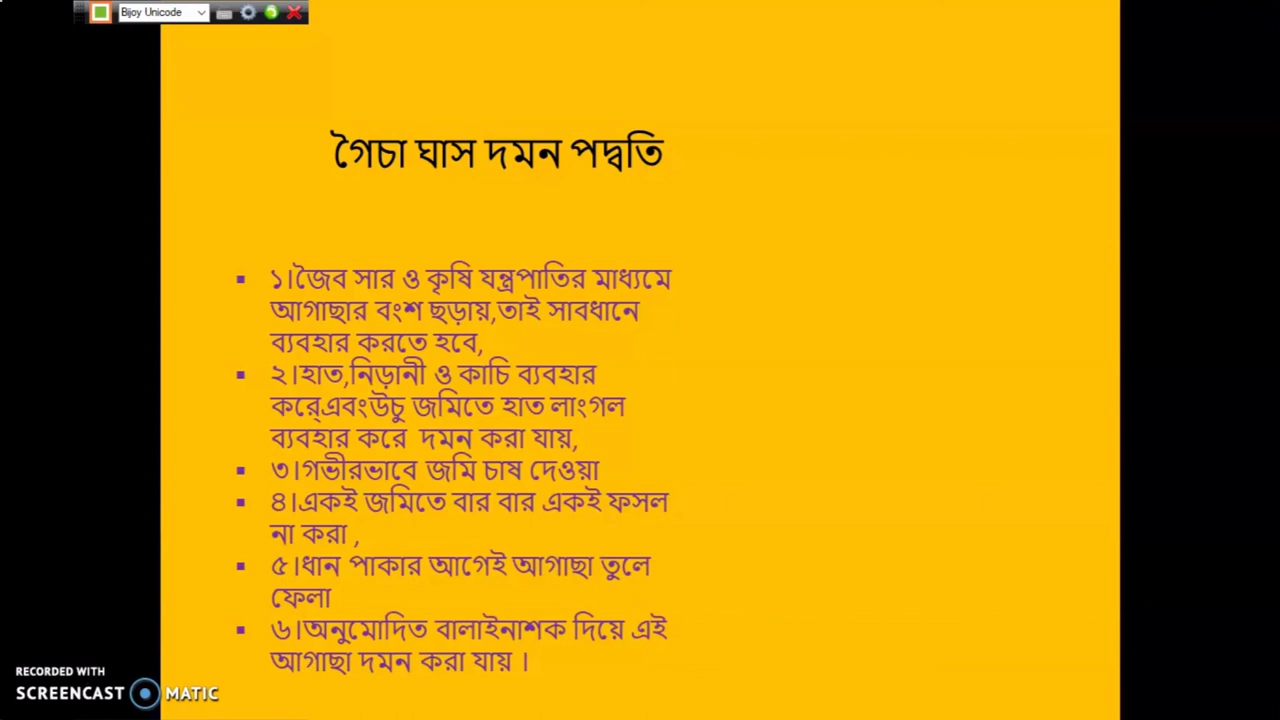 Bijoy Unicode
গৈচা ঘাস দমন পদ্বতি
▪ ১।জৈব সার ও কৃষি যন্ত্রপাতির মাধ্যমে
আগাছার বংশ ছড়ায়,তাই সাবধানে
ব্যবহার করতে হবে,
▪ ২।হাত,নিড়ানী ও কাচি ব্যবহার
করে্এবংউচু জমিতে হাত লাংগল
ব্যবহার করে দমন করা যায়,
▪ ৩।গভীরভাবে জমি চাষ দেওয়া
▪ ৪।একই জমিতে বার বার একই ফসল
না করা ,
▪ ৫।ধান পাকার আগেই আগাছা তুলে
ফেলা
▪ ৬।অনুমোদিত বালাইনাশক দিয়ে এই
আগাছা দমন করা যায় ।
RECORDED WITH
SCREENCAST MATIC